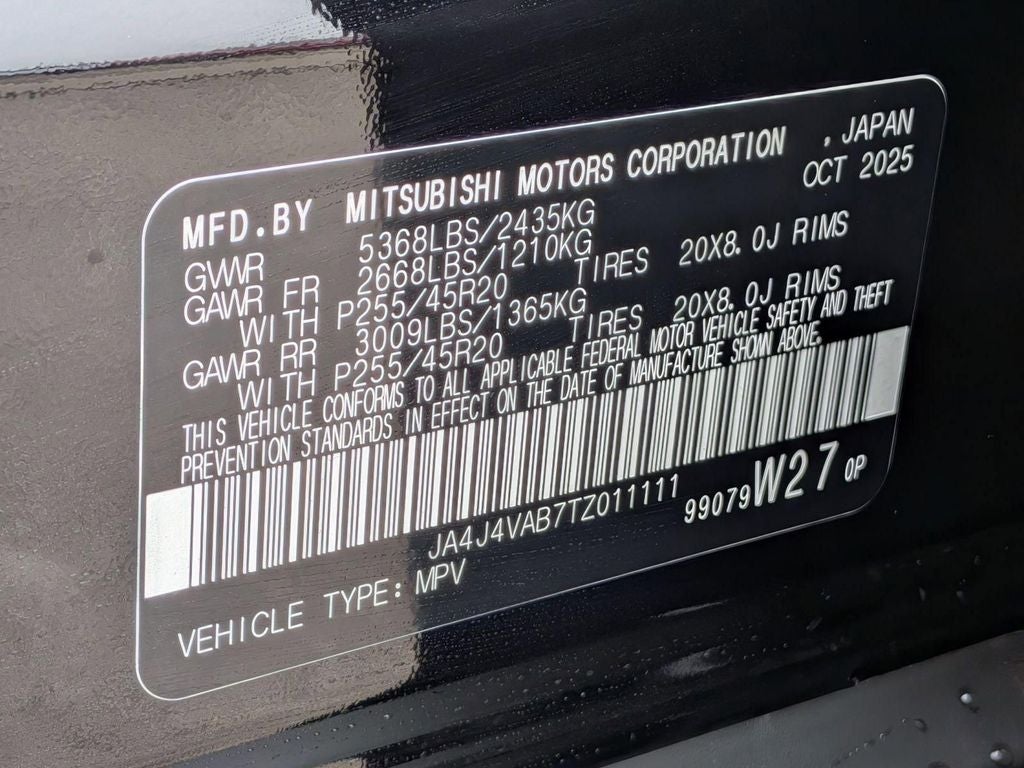 MFD.BY MITSUBISHI MOTORS CORPORATION , JAPAN
OCT 2025
GVWR 5368LBS/2435KG
GAWR FR 2668LBS/1210KG
WITH P255/45R20 TIRES 20X8.0J RIMS
GAWR RR 3009LBS/1365KG
WITH P255/45R20 TIRES 20X8.0J RIMS
THIS VEHICLE CONFORMS TO ALL APPLICABLE FEDERAL MOTOR VEHICLE SAFETY AND THEFT
PREVENTION STANDARDS IN EFFECT ON THE DATE OF MANUFACTURE SHOWN ABOVE.
JA4J4VAB7TZ011111 99079W27 0P
VEHICLE TYPE: MPV